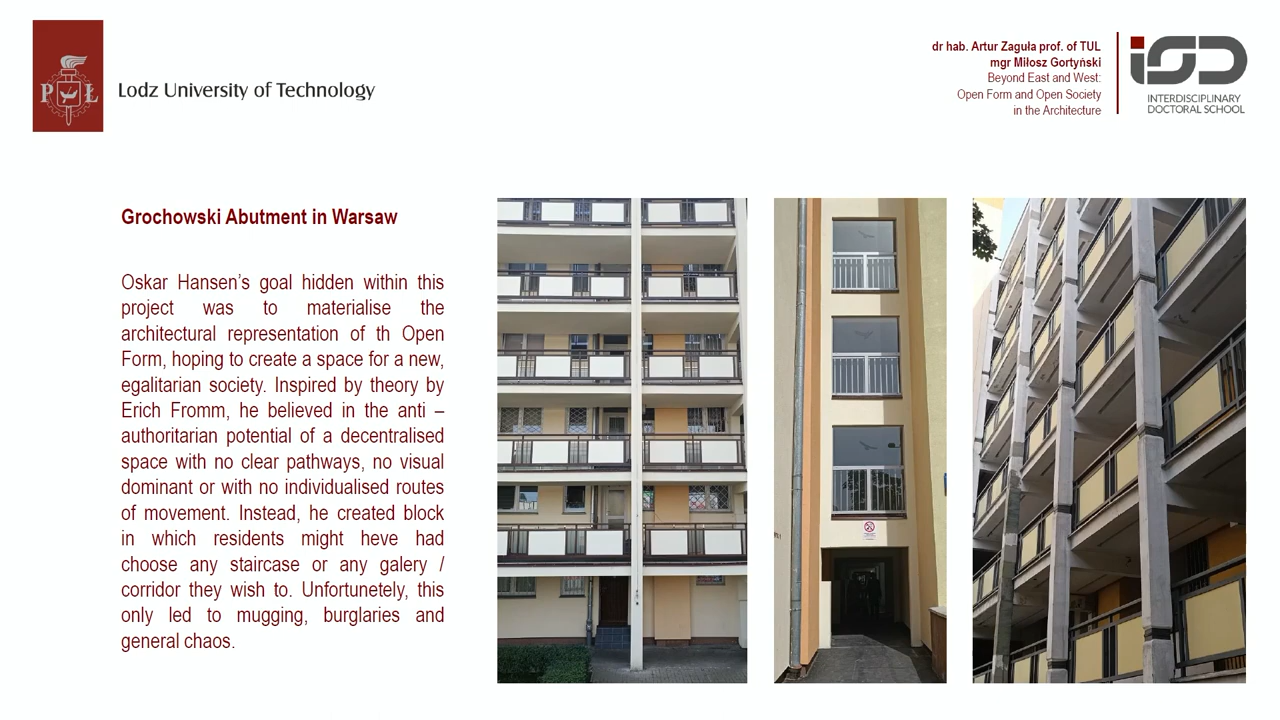 P Ł
Lodz University of Technology
dr hab. Artur Zaguła prof. of TUL
mgr Miłosz Gortyński
Beyond East and West:
Open Form and Open Society
in the Architecture
INTERDISCIPLINARY
DOCTORAL SCHOOL
Grochowski Abutment in Warsaw
Oskar Hansen's goal hidden within this
project was to materialise the
architectural representation of th Open
Form, hoping to create a space for a new,
egalitarian society. Inspired by theory by
Erich Fromm, he believed in the anti –
authoritarian potential of a decentralised
space with no clear pathways, no visual
dominant or with no individualised routes
of movement. Instead, he created block
in which residents might heve had
choose any staircase or any galery /
corridor they wish to. Unfortunetely, this
only led to mugging, burglaries and
general chaos.